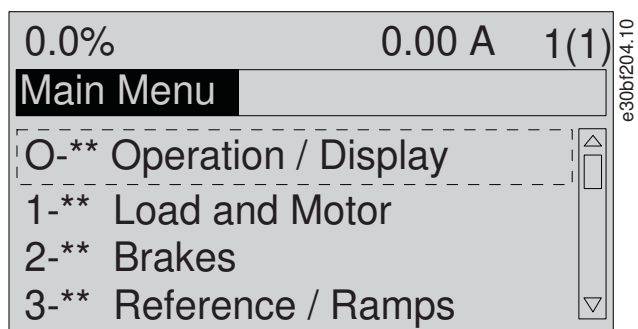 0.0% 0.00 A 1(1)
Main Menu
O-** Operation / Display
1-** Load and Motor
2-** Brakes
3-** Reference / Ramps
e30bf204.10